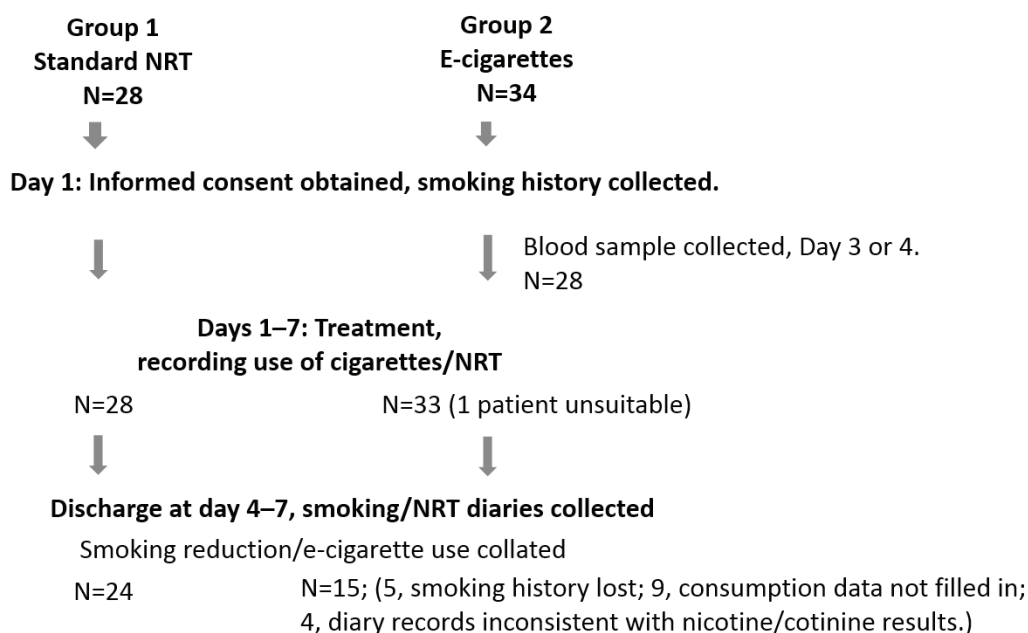 Group 1
Standard NRT
N=28
Group 2
E-cigarettes
N=34
Day 1: Informed consent obtained, smoking history collected.
Blood sample collected, Day 3 or 4.
N=28
Days 1–7: Treatment,
recording use of cigarettes/NRT
N=28
N=33 (1 patient unsuitable)
Discharge at day 4–7, smoking/NRT diaries collected
Smoking reduction/e-cigarette use collated
N=24
N=15; (5, smoking history lost; 9, consumption data not filled in;
4, diary records inconsistent with nicotine/cotinine results.)